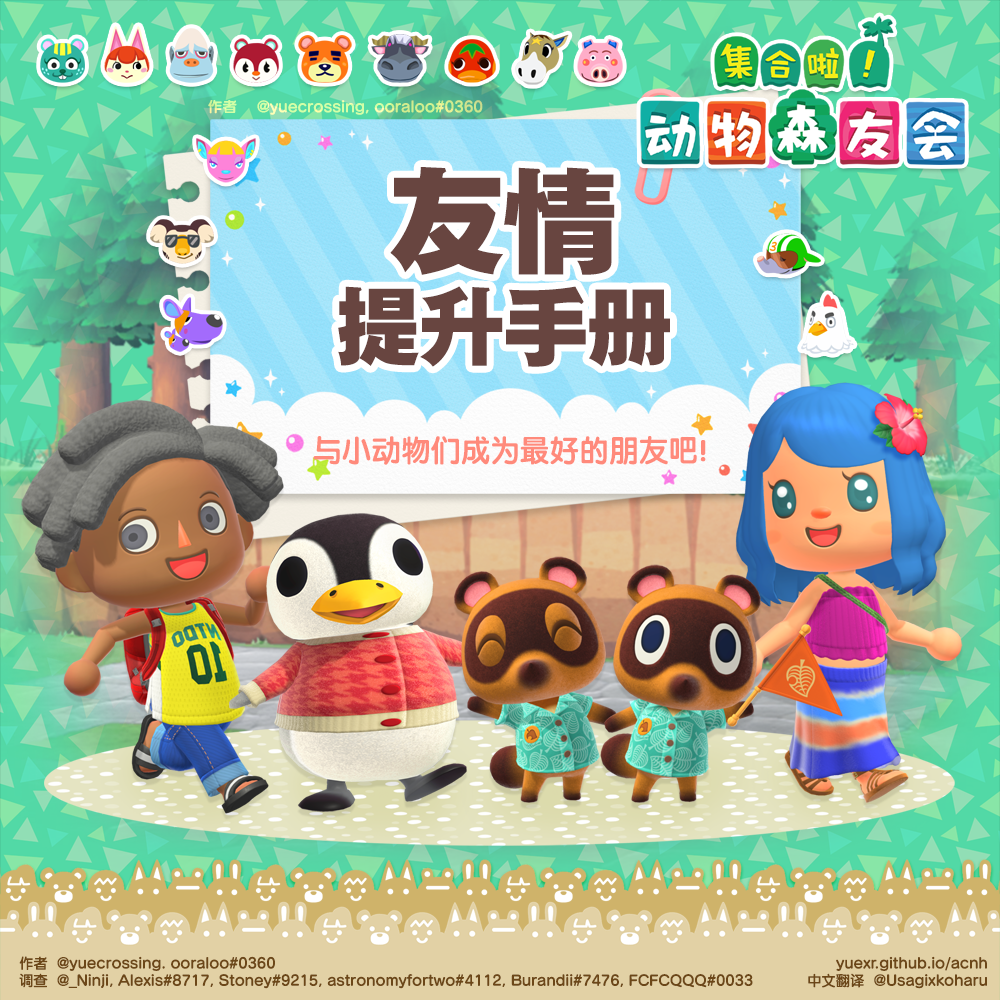 集合啦!
动物森友会
作者 @yuecrossing, ooraloo#0360
友情
提升手册
与小动物们成为最好的朋友吧!
NTDO
01
作者 @yuecrossing. ooraloo#0360
调查 @_Ninji, Alexis#8717, Stoney#9215, astronomyfortwo#4112, Burandii#7476, FCFCQQQ#0033
yuexr.github.io/acnh
中文翻译 @Usagixkoharu